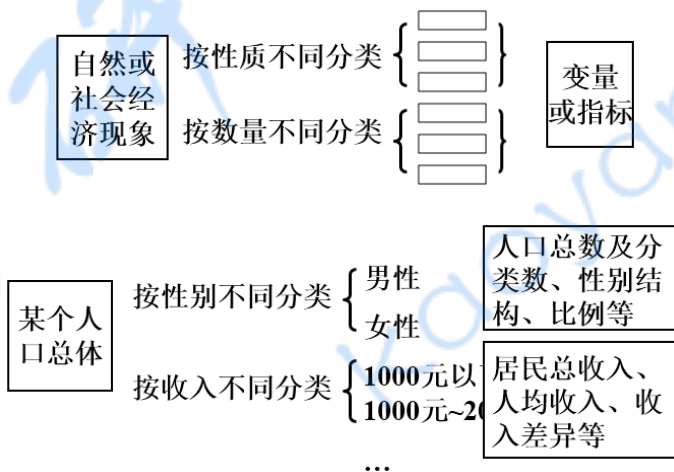 自然或
社会经
济现象
按性质不同分类
按数量不同分类
变量
或指标
某个人
口总体
按性别不同分类
男性
女性
人口总数及分
类数、性别结
构、比例等
按收入不同分类
1000元以
1000元~20
...
居民总收入、
人均收入、收
入差异等
kaoyan